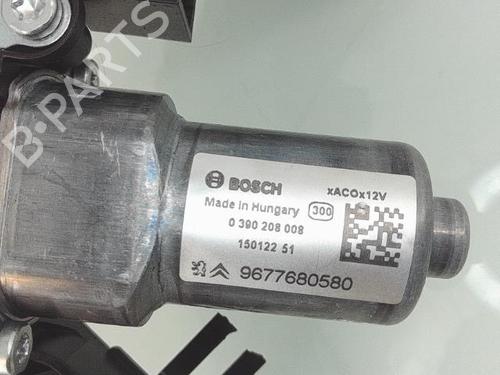 B-PARTS
BOSCH xACOx12V
Made in Hungary 300
0 390 208 008
150122 51
9677680580